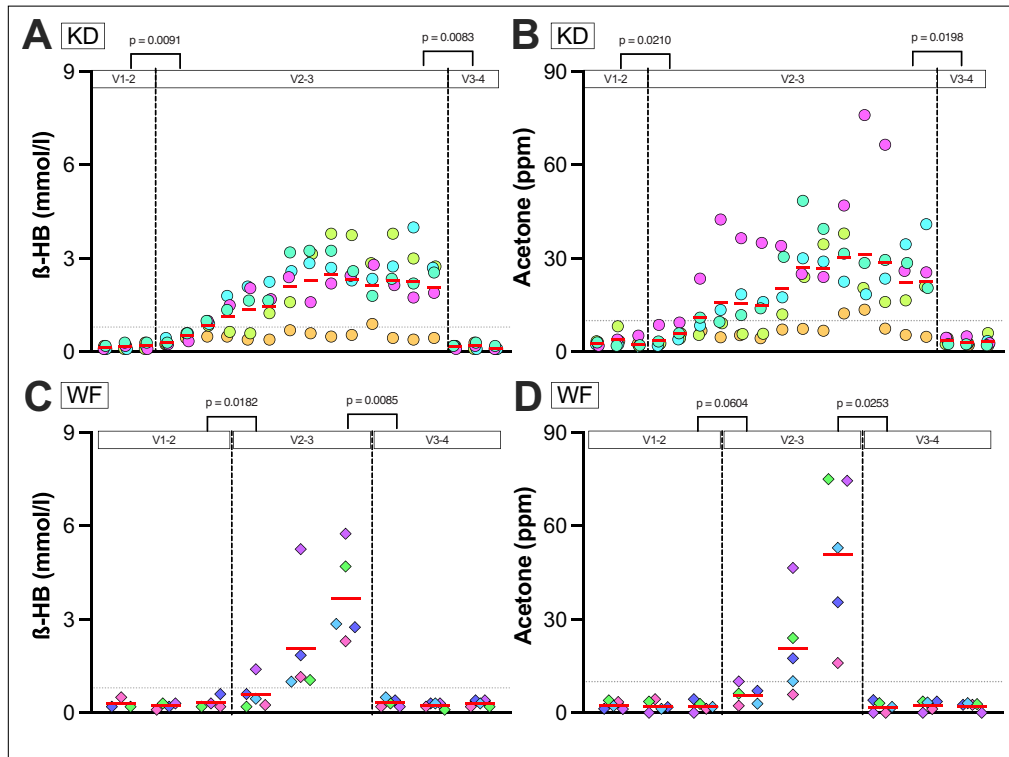 A KD
p = 0.0091
p = 0.0083
V1-2 V2-3 V3-4
ß-HB (mmol/l)
9
6
3
0
B KD
p = 0.0210
p = 0.0198
V1-2 V2-3 V3-4
Acetone (ppm)
90
60
30
0
C WF
p = 0.0182
p = 0.0085
V1-2 V2-3 V3-4
ß-HB (mmol/l)
9
6
3
0
D WF
p = 0.0604
p = 0.0253
V1-2 V2-3 V3-4
Acetone (ppm)
90
60
30
0